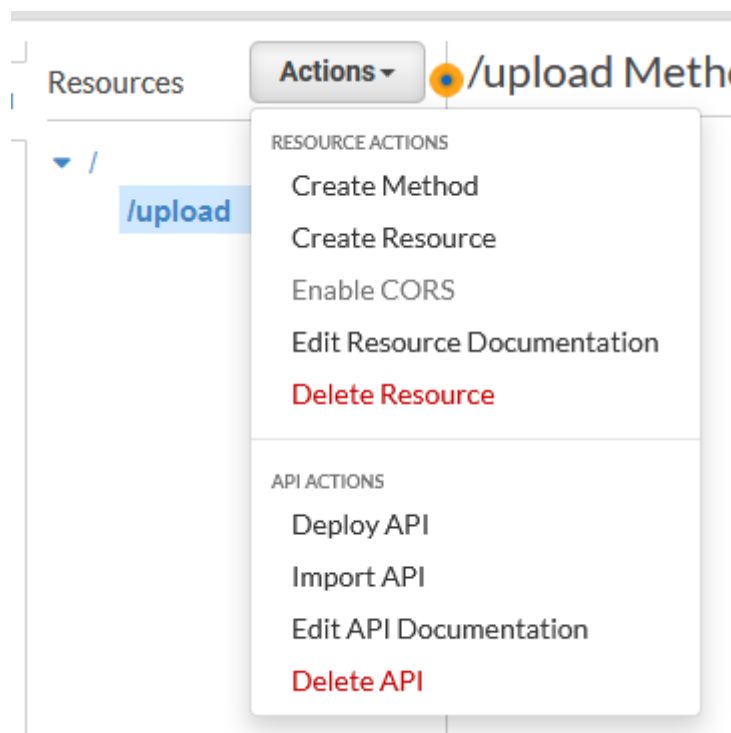 Resources
Actions
/upload
/
/upload
RESOURCE ACTIONS
Create Method
Create Resource
Enable CORS
Edit Resource Documentation
Delete Resource
API ACTIONS
Deploy API
Import API
Edit API Documentation
Delete API